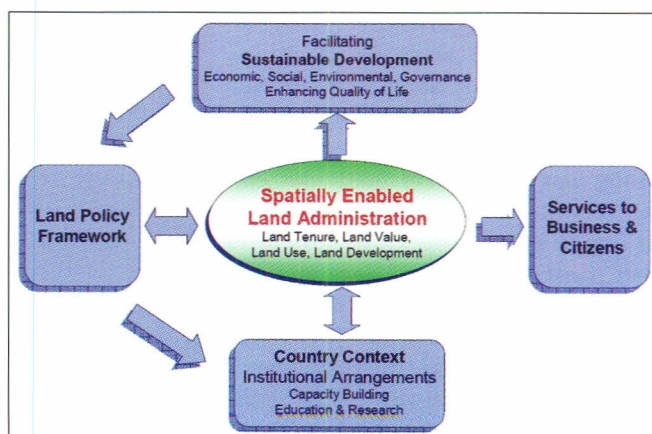 Facilitating
Sustainable Development
Economic, Social, Environmental, Governance
Enhancing Quality of Life
Land Policy
Framework
Spatially Enabled
Land Administration
Land Tenure, Land Value,
Land Use, Land Development
Services to
Business &
Citizens
Country Context
Institutional Arrangements
Capacity Building
Education & Research